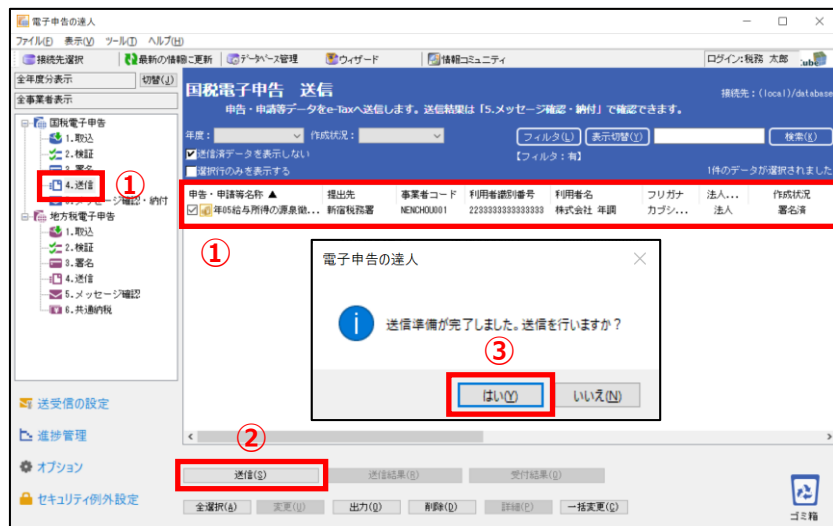 電子申告の達人
ファイル(F) 表示(V) ツール(T) ヘルプ(H)
接続先選択 最新の情報に更新 データベース管理 ウィザード 情報コミュニティ ログイン:税務 太郎
全年度分表示 切替(J)
全事業者表示
国税電子申告
1.取込
2.検証
3.署名
4.送信
5.メッセージ確認・納付
地方税電子申告
1.取込
2.検証
3.署名
4.送信
5.メッセージ確認
6.共通納税
①
送受信の設定
進捗管理
オプション
セキュリティ例外設定
国税電子申告 送信
接続先:(local)/database
申告・申請等データをe-Taxへ送信します。送信結果は「5.メッセージ確認・納付」で確認できます。
年度: 作成状況: フィルタ(L) 表示切替(Y) 検索(K)
送信済データを表示しない 【フィルタ:有】
選択行のみを表示する 1件のデータが選択されました
申告・申請等名称 ▲ 提出先 事業者コード 利用者識別番号 利用者名 フリガナ 法人... 作成状況
年05給与所得の源泉徴... 新宿税務署 NENCHOU001 2233333333333333 株式会社 年調 カブシ... 法人 署名済
①
電子申告の達人
送信準備が完了しました。送信を行いますか?
③
はい(Y) いいえ(N)
②
送信(S) 送信結果(R) 受付結果(Q)
全選択(A) 変更(U) 出力(O) 削除(D) 詳細(P) 一括変更(C)
ゴミ箱